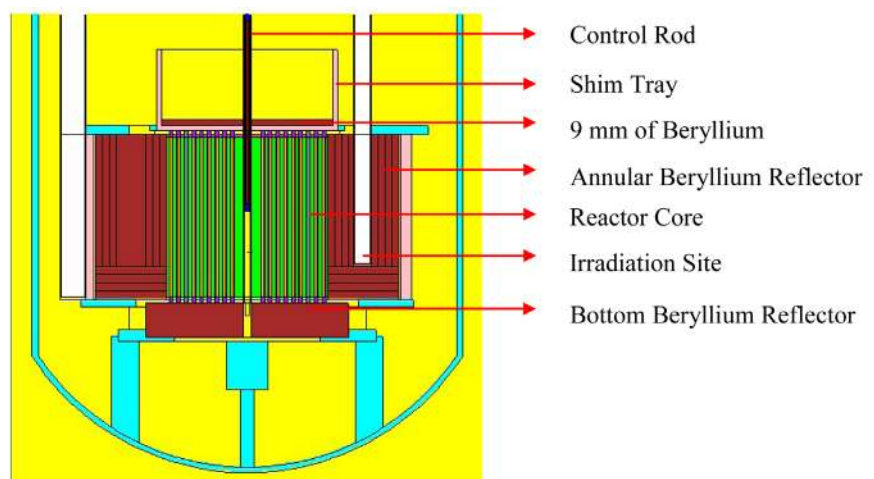 Control Rod
Shim Tray
9 mm of Beryllium
Annular Beryllium Reflector
Reactor Core
Irradiation Site
Bottom Beryllium Reflector